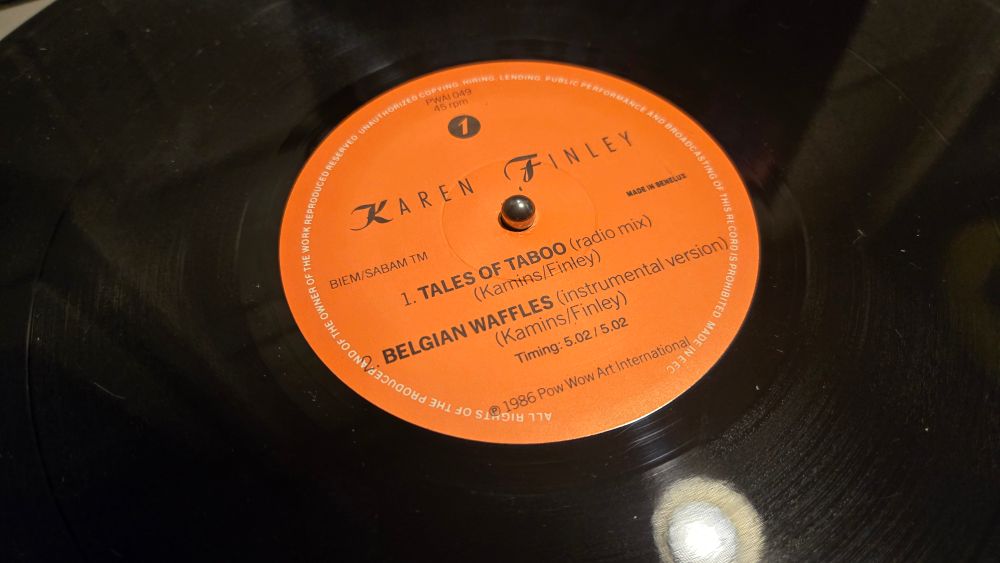 PWAI 049
45 rpm
1
KAREN FINLEY
MADE IN BENELUX
BIEM/SABAM TM
1. TALES OF TABOO (radio mix)
(Kamins/Finley)
2. BELGIAN WAFFLES (instrumental version)
(Kamins/Finley)
Timing: 5.02 / 5.02
℗ 1986 Pow Wow Art International
ALL RIGHTS OF THE PRODUCER AND OF THE OWNER OF THE WORK REPRODUCED RESERVED UNAUTHORIZED COPYING. HIRING. LENDING. PUBLIC PERFORMANCE AND BROADCASTING OF THIS RECORD IS PROHIBITED MADE IN EEC